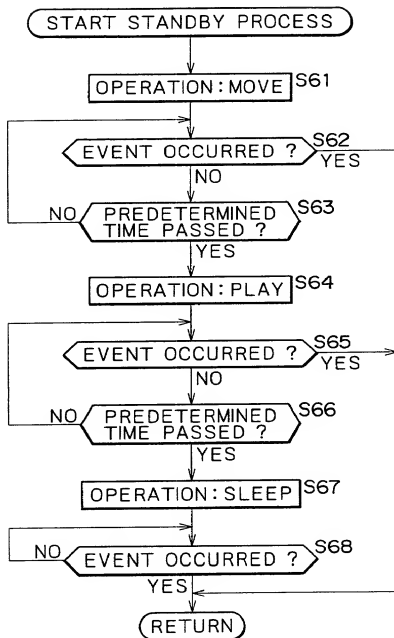 START STANDBY PROCESS
OPERATION:MOVE S61
EVENT OCCURRED ? S62
YES
NO
PREDETERMINED
TIME PASSED ? S63
NO
YES
OPERATION:PLAY S64
EVENT OCCURRED ? S65
YES
NO
PREDETERMINED
TIME PASSED ? S66
NO
YES
OPERATION:SLEEP S67
EVENT OCCURRED ? S68
NO
YES
RETURN